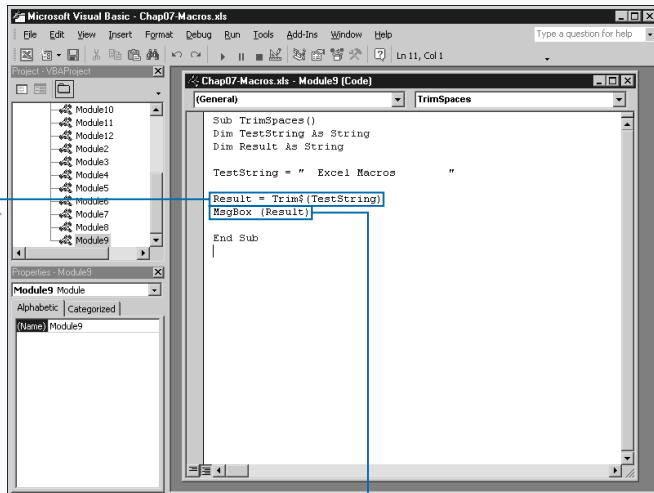 Microsoft Visual Basic - Chap07-Macros.xls
File Edit View Insert Format Debug Run Tools Add-Ins Window Help
Type a question for help
Ln 11, Col 1
Project - VBAProject
Module10
Module11
Module12
Module2
Module3
Module4
Module5
Module6
Module7
Module8
Module9
Properties - Module9
Module9 Module
Alphabetic Categorized
(Name) Module9
Chap07-Macros.xls - Module9 (Code)
(General) TrimSpaces
Sub TrimSpaces()
Dim TestString As String
Dim Result As String
TestString = "  Excel Macros        "
Result = Trim$(TestString)
MsgBox (Result)
End Sub